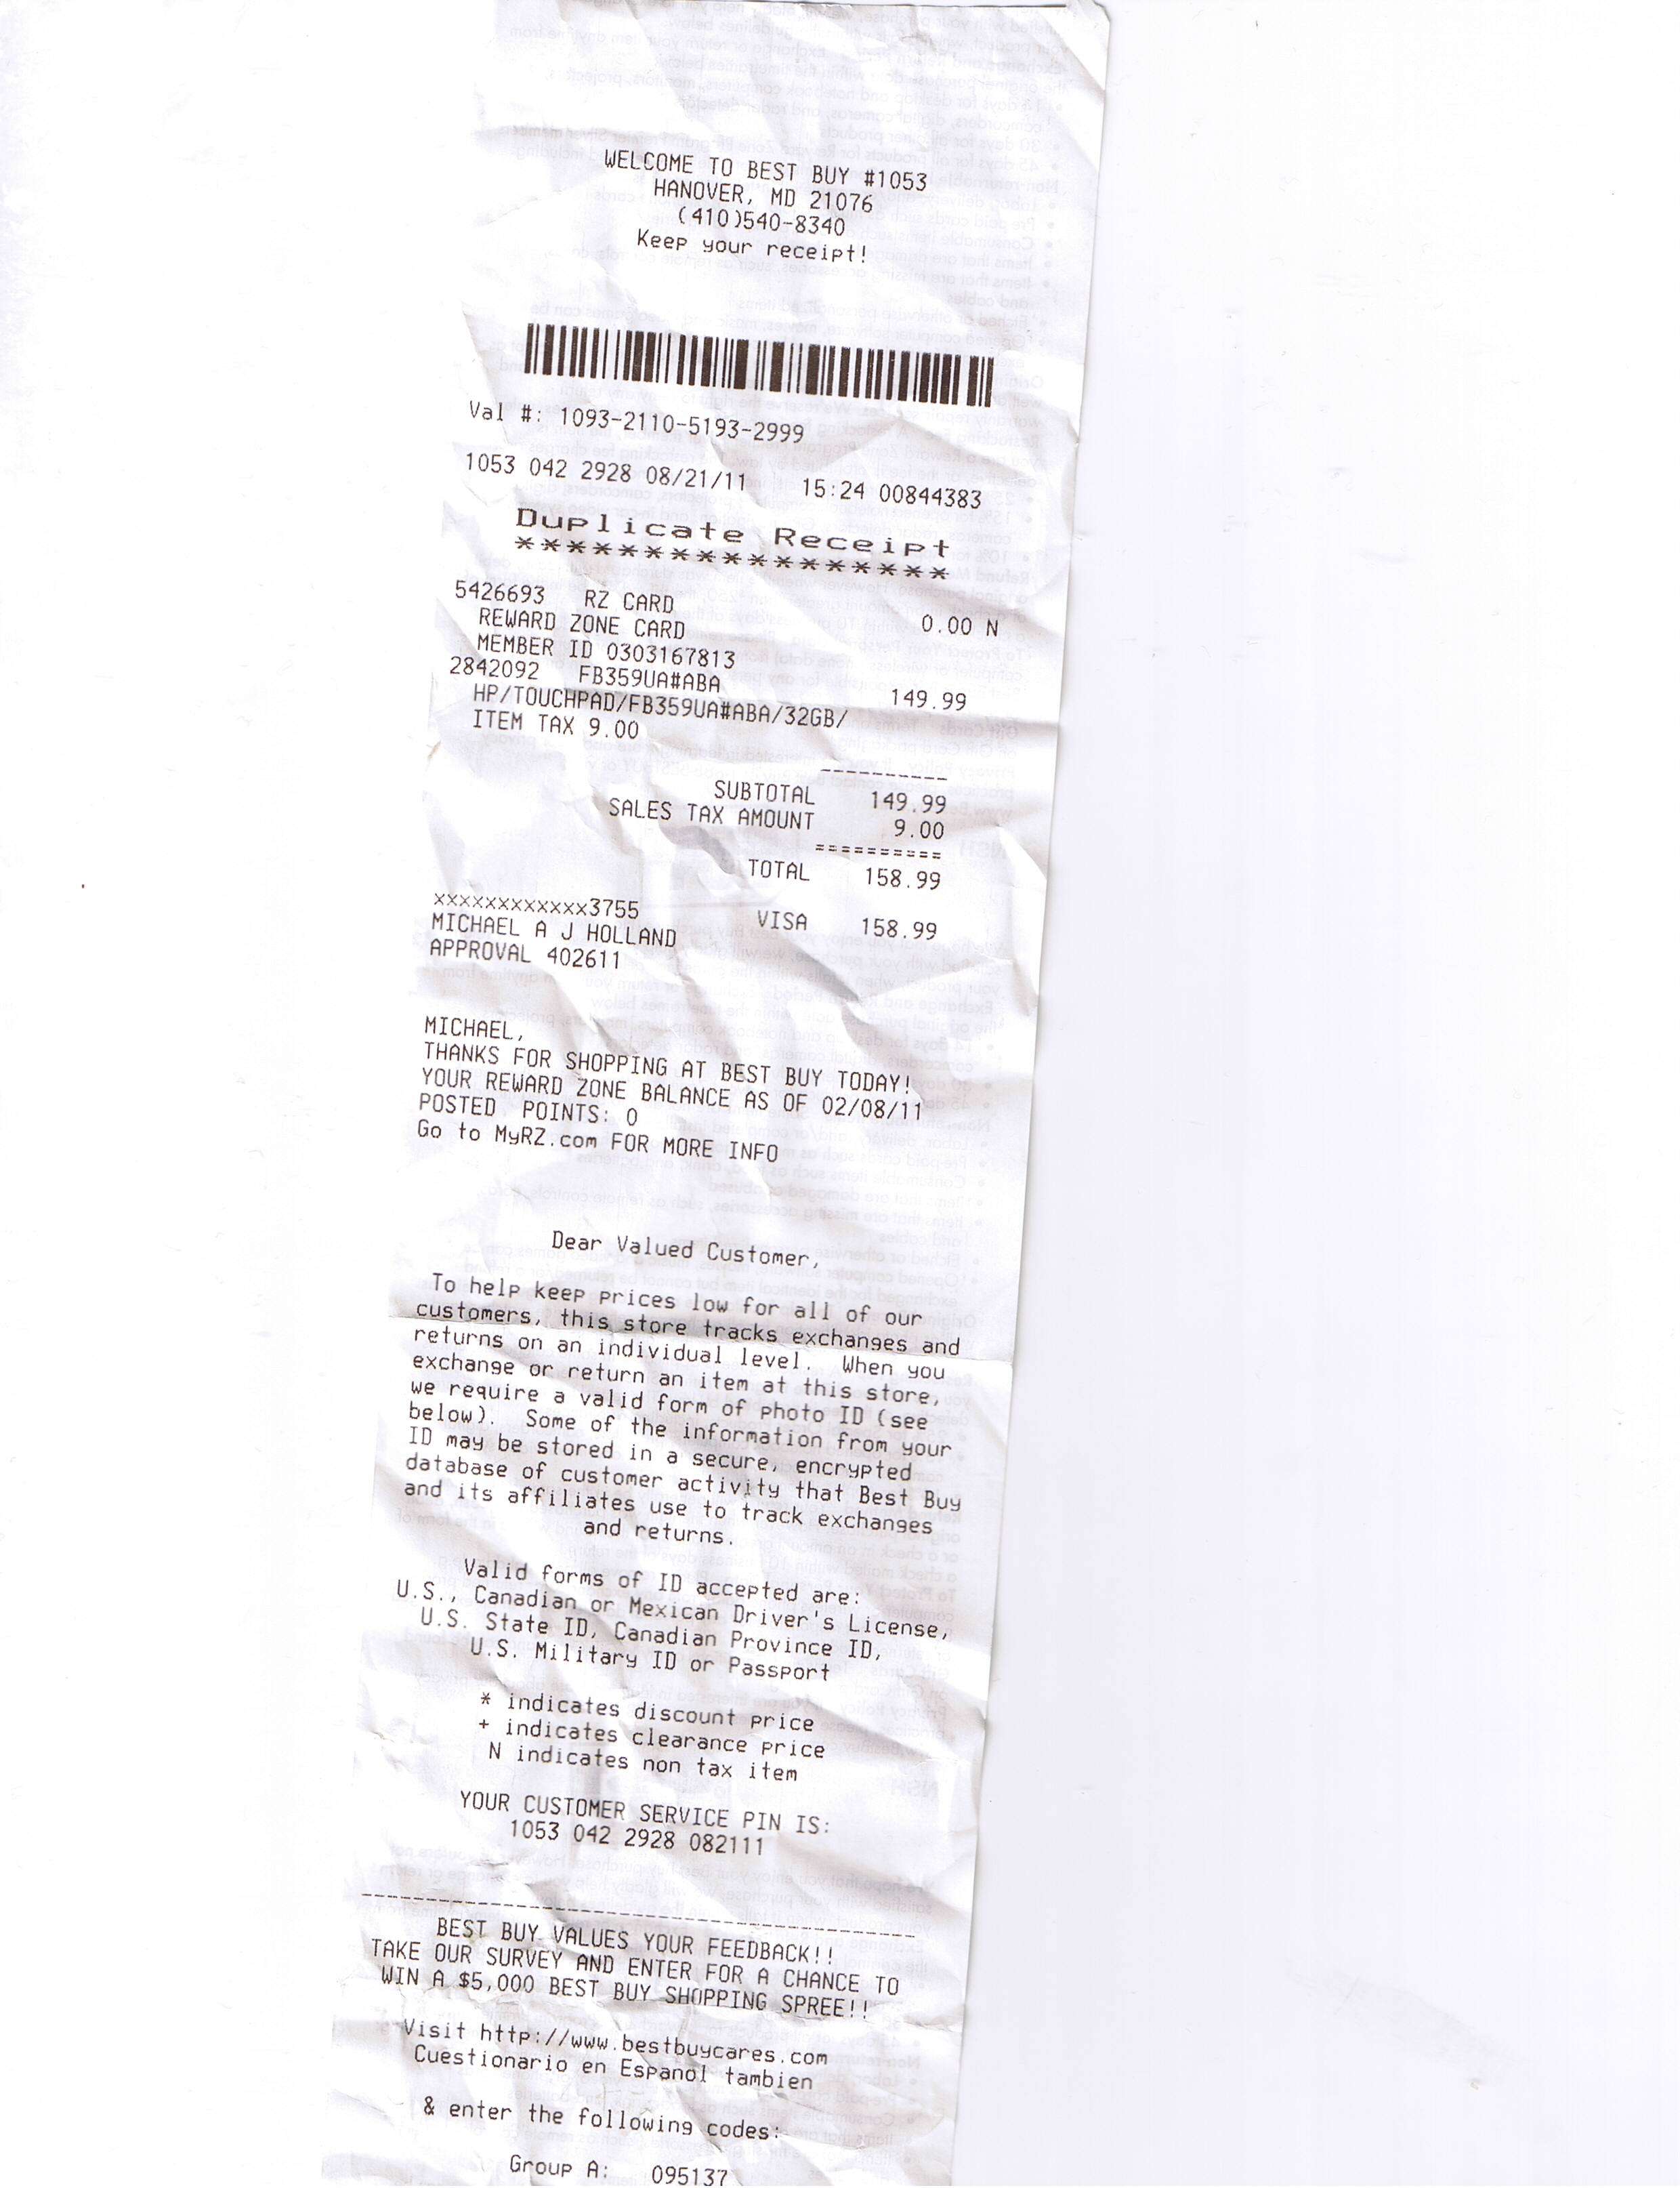 WELCOME TO BEST BUY #1053
HANOVER, MD 21076
(410)540-8340
Keep your receipt!
Val #: 1093-2110-5193-2999
1053 042 2928 08/21/11 15:24 00844383
Duplicate Receipt
*****************
5426693 RZ CARD 0.00 N
REWARD ZONE CARD
MEMBER ID 0303167813
2842092 FB359UA#ABA 149.99
HP/TOUCHPAD/FB359UA#ABA/32GB/
ITEM TAX 9.00
----------
SUBTOTAL 149.99
SALES TAX AMOUNT 9.00
==========
TOTAL 158.99
xxxxxxxxxxxx3755 VISA 158.99
MICHAEL A J HOLLAND
APPROVAL 402611
MICHAEL,
THANKS FOR SHOPPING AT BEST BUY TODAY!
YOUR REWARD ZONE BALANCE AS OF 02/08/11
POSTED POINTS: 0
Go to MyRZ.com FOR MORE INFO
Dear Valued Customer,
To help keep prices low for all of our
customers, this store tracks exchanges and
returns on an individual level. When you
exchange or return an item at this store,
we require a valid form of photo ID (see
below). Some of the information from your
ID may be stored in a secure, encrypted
database of customer activity that Best Buy
and its affiliates use to track exchanges
and returns.
Valid forms of ID accepted are:
U.S., Canadian or Mexican Driver's License,
U.S. State ID, Canadian Province ID,
U.S. Military ID or Passport
* indicates discount price
+ indicates clearance price
N indicates non tax item
YOUR CUSTOMER SERVICE PIN IS:
1053 042 2928 082111
-------------------------------------------
BEST BUY VALUES YOUR FEEDBACK!!
TAKE OUR SURVEY AND ENTER FOR A CHANCE TO
WIN A $5,000 BEST BUY SHOPPING SPREE!!
Visit http://www.bestbuycares.com
Cuestionario en Espanol tambien
& enter the following codes:
Group A: 095137